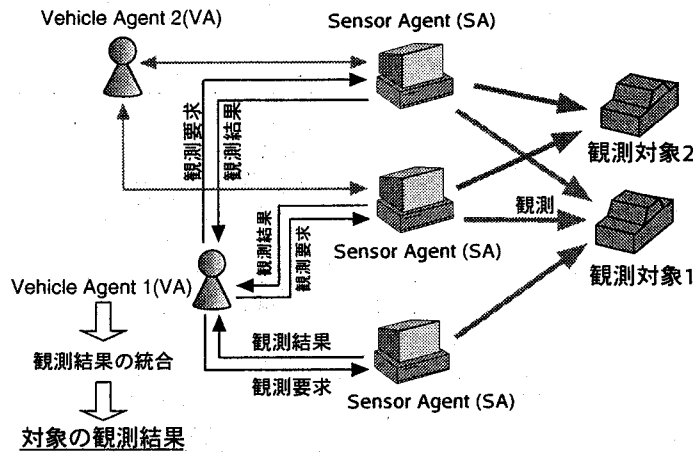 Vehicle Agent 2(VA)
Sensor Agent (SA)
観測要求
観測結果
観測対象2
観測結果
観測要求
観測
Sensor Agent (SA)
観測対象1
Vehicle Agent 1(VA)
観測結果
観測要求
Sensor Agent (SA)
観測結果の統合
対象の観測結果